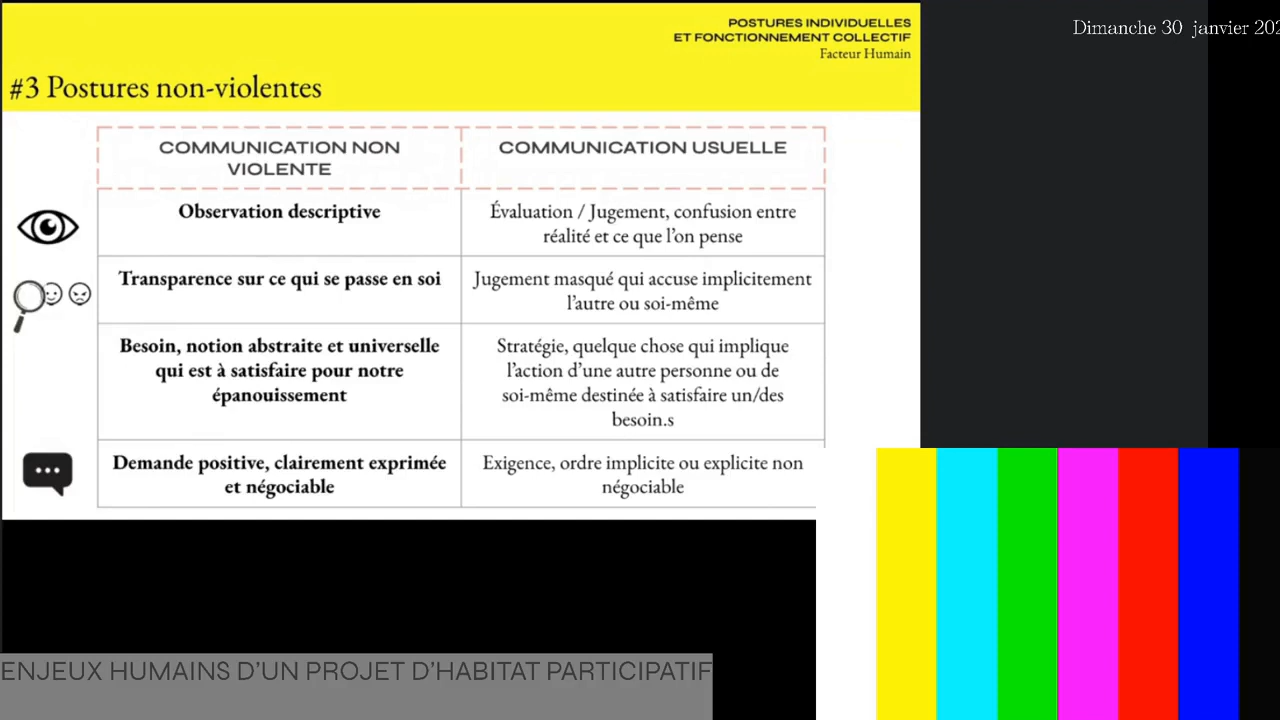 POSTURES INDIVIDUELLES
ET FONCTIONNEMENT COLLECTIF
Facteur Humain
Dimanche 30 janvier 202
#3 Postures non-violentes
COMMUNICATION NON
VIOLENTE
COMMUNICATION USUELLE
Observation descriptive
Évaluation / Jugement, confusion entre
réalité et ce que l'on pense
Transparence sur ce qui se passe en soi
Jugement masqué qui accuse implicitement
l'autre ou soi-même
Besoin, notion abstraite et universelle
qui est à satisfaire pour notre
épanouissement
Stratégie, quelque chose qui implique
l'action d'une autre personne ou de
soi-même destinée à satisfaire un/des
besoin.s
Demande positive, clairement exprimée
et négociable
Exigence, ordre implicite ou explicite non
négociable
ENJEUX HUMAINS D'UN PROJET D'HABITAT PARTICIPATIF